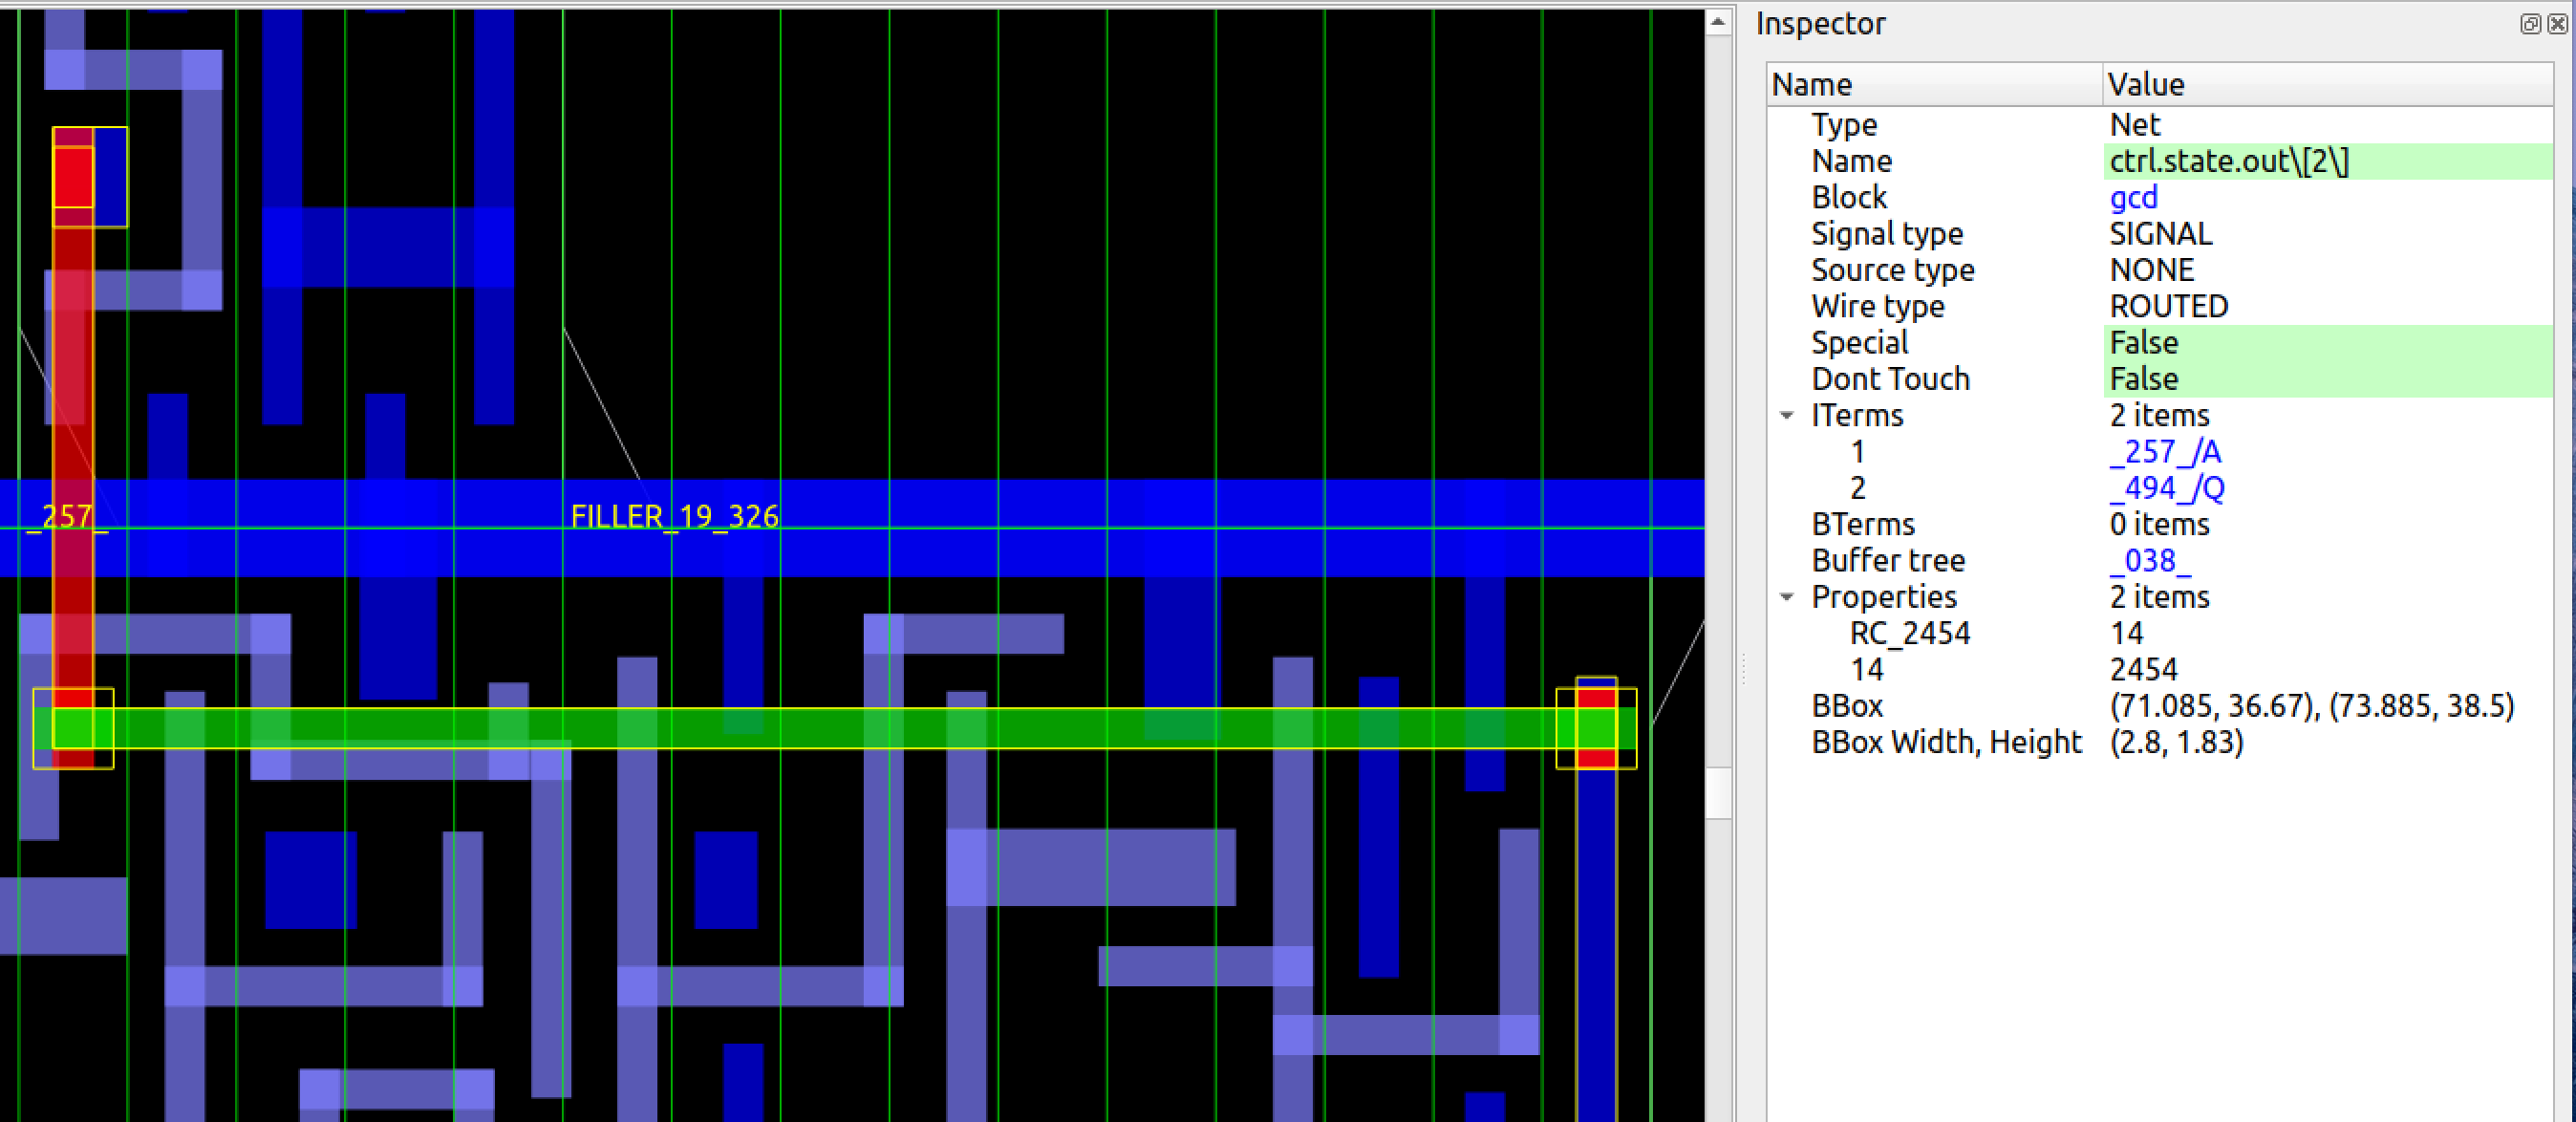 _257_
FILLER_19_326
Inspector
Name Value
Type Net
Name ctrl.state.out\[2\]
Block gcd
Signal type SIGNAL
Source type NONE
Wire type ROUTED
Special False
Dont Touch False
ITerms 2 items
1 _257_/A
2 _494_/Q
BTerms 0 items
Buffer tree _038_
Properties 2 items
RC_2454 14
14 2454
BBox (71.085, 36.67), (73.885, 38.5)
BBox Width, Height (2.8, 1.83)